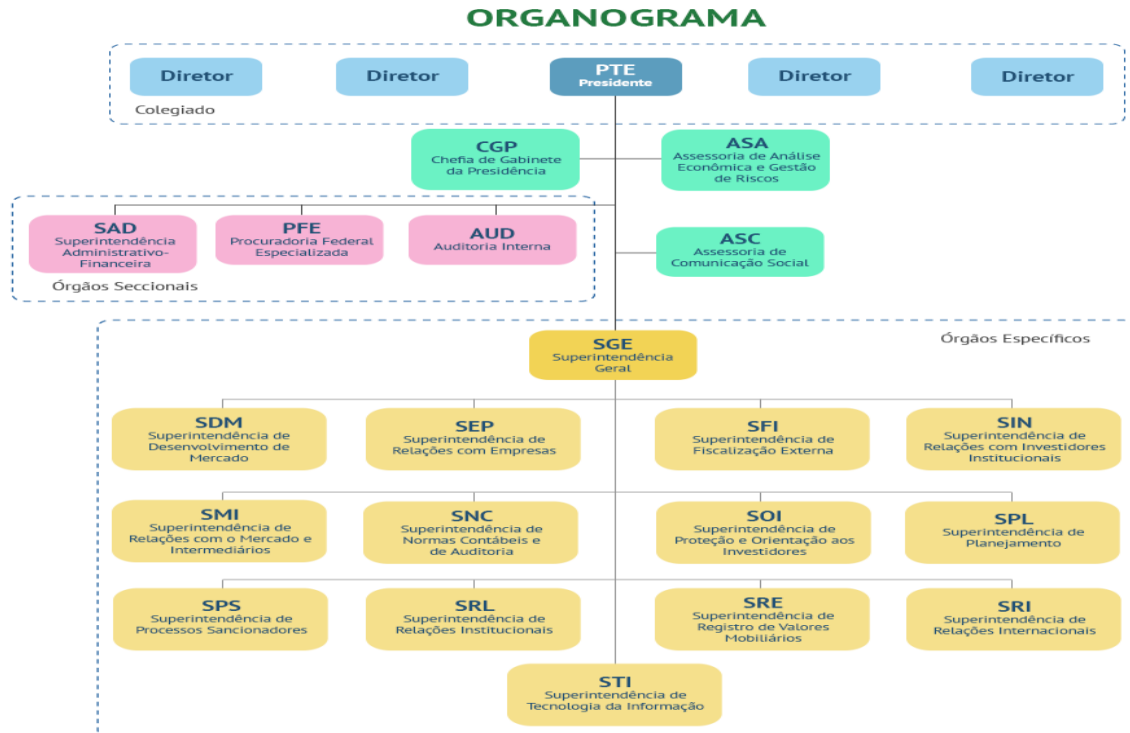 ORGANOGRAMA
Diretor
Diretor
PTE
Presidente
Diretor
Diretor
Colegiado
CGP
Chefia de Gabinete
da Presidência
ASA
Assessoria de Análise
Econômica e Gestão
de Riscos
SAD
Superintendência
Administrativo-
Financeira
PFE
Procuradoria Federal
Especializada
AUD
Auditoria Interna
ASC
Assessoria de
Comunicação Social
Órgãos Seccionais
Órgãos Específicos
SGE
Superintendência
Geral
SDM
Superintendência de
Desenvolvimento de
Mercado
SEP
Superintendência de
Relações com Empresas
SFI
Superintendência de
Fiscalização Externa
SIN
Superintendência de
Relações com Investidores
Institucionais
SMI
Superintendência de
Relações com o Mercado e
Intermediários
SNC
Superintendência de
Normas Contábeis e
de Auditoria
SOI
Superintendência de
Proteção e Orientação aos
Investidores
SPL
Superintendência de
Planejamento
SPS
Superintendência de
Processos Sancionadores
SRL
Superintendência de
Relações Institucionais
SRE
Superintendência de
Registro de Valores
Mobiliários
SRI
Superintendência de
Relações Internacionais
STI
Superintendência de
Tecnologia da Informação